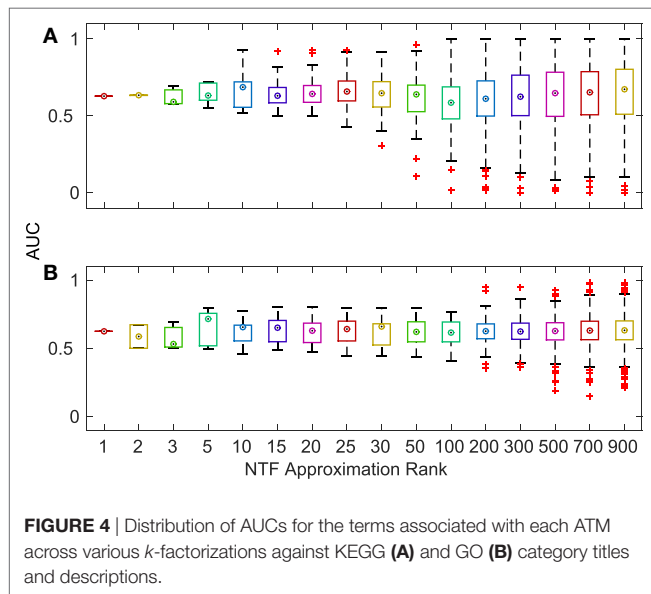 A
1
0.5
0
AUC
B
1
0.5
0
1 2 3 5 10 15 20 25 30 50 100 200 300 500 700 900
NTF Approximation Rank
FIGURE 4 | Distribution of AUCs for the terms associated with each ATM
across various k-factorizations against KEGG (A) and GO (B) category titles
and descriptions.